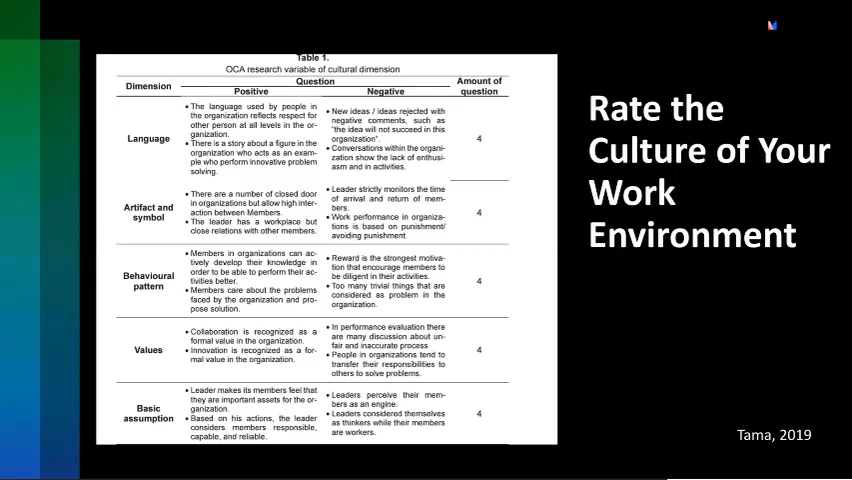 Table 1.
OCA research variable of cultural dimension
Dimension
Question
Positive
Negative
Amount of
question
Language
• The language used by people in
the organization reflects respect for
other person at all levels in the or-
ganization.
• There is a story about a figure in the
organization who acts as an exam-
ple who perform innovative problem
solving.
• New ideas / ideas rejected with
negative comments, such as
"the idea will not succeed in this
organization".
• Conversations within the organi-
zation show the lack of enthusi-
asm and in activities.
4
Artifact and
symbol
• There are a number of closed door
in organizations but allow high inter-
action between Members.
• The leader has a workplace but
close relations with other members.
• Leader strictly monitors the time
of arrival and return of mem-
bers.
• Work performance in organiza-
tions is based on punishment/
avoiding punishment.
4
Behavioural
pattern
• Members in organizations can ac-
tively develop their knowledge in
order to be able to perform their ac-
tivities better.
• Members care about the problems
faced by the organization and pro-
pose solution.
• Reward is the strongest motiva-
tion that encourage members to
be diligent in their activities.
• Too many trivial things that are
considered as problem in the
organization.
4
Values
• Collaboration is recognized as a
formal value in the organization.
• Innovation is recognized as a for-
mal value in the organization.
• In performance evaluation there
are many discussion about un-
fair and inaccurate process
• People in organizations tend to
transfer their responsibilities to
others to solve problems.
4
Basic
assumption
• Leader makes its members feel that
they are important assets for the or-
ganization.
• Based on his actions, the leader
considers members responsible,
capable, and reliable.
• Leaders perceive their mem-
bers as an engine.
• Leaders considered themselves
as thinkers while their members
are workers.
4
Rate the
Culture of Your
Work
Environment
Tama, 2019